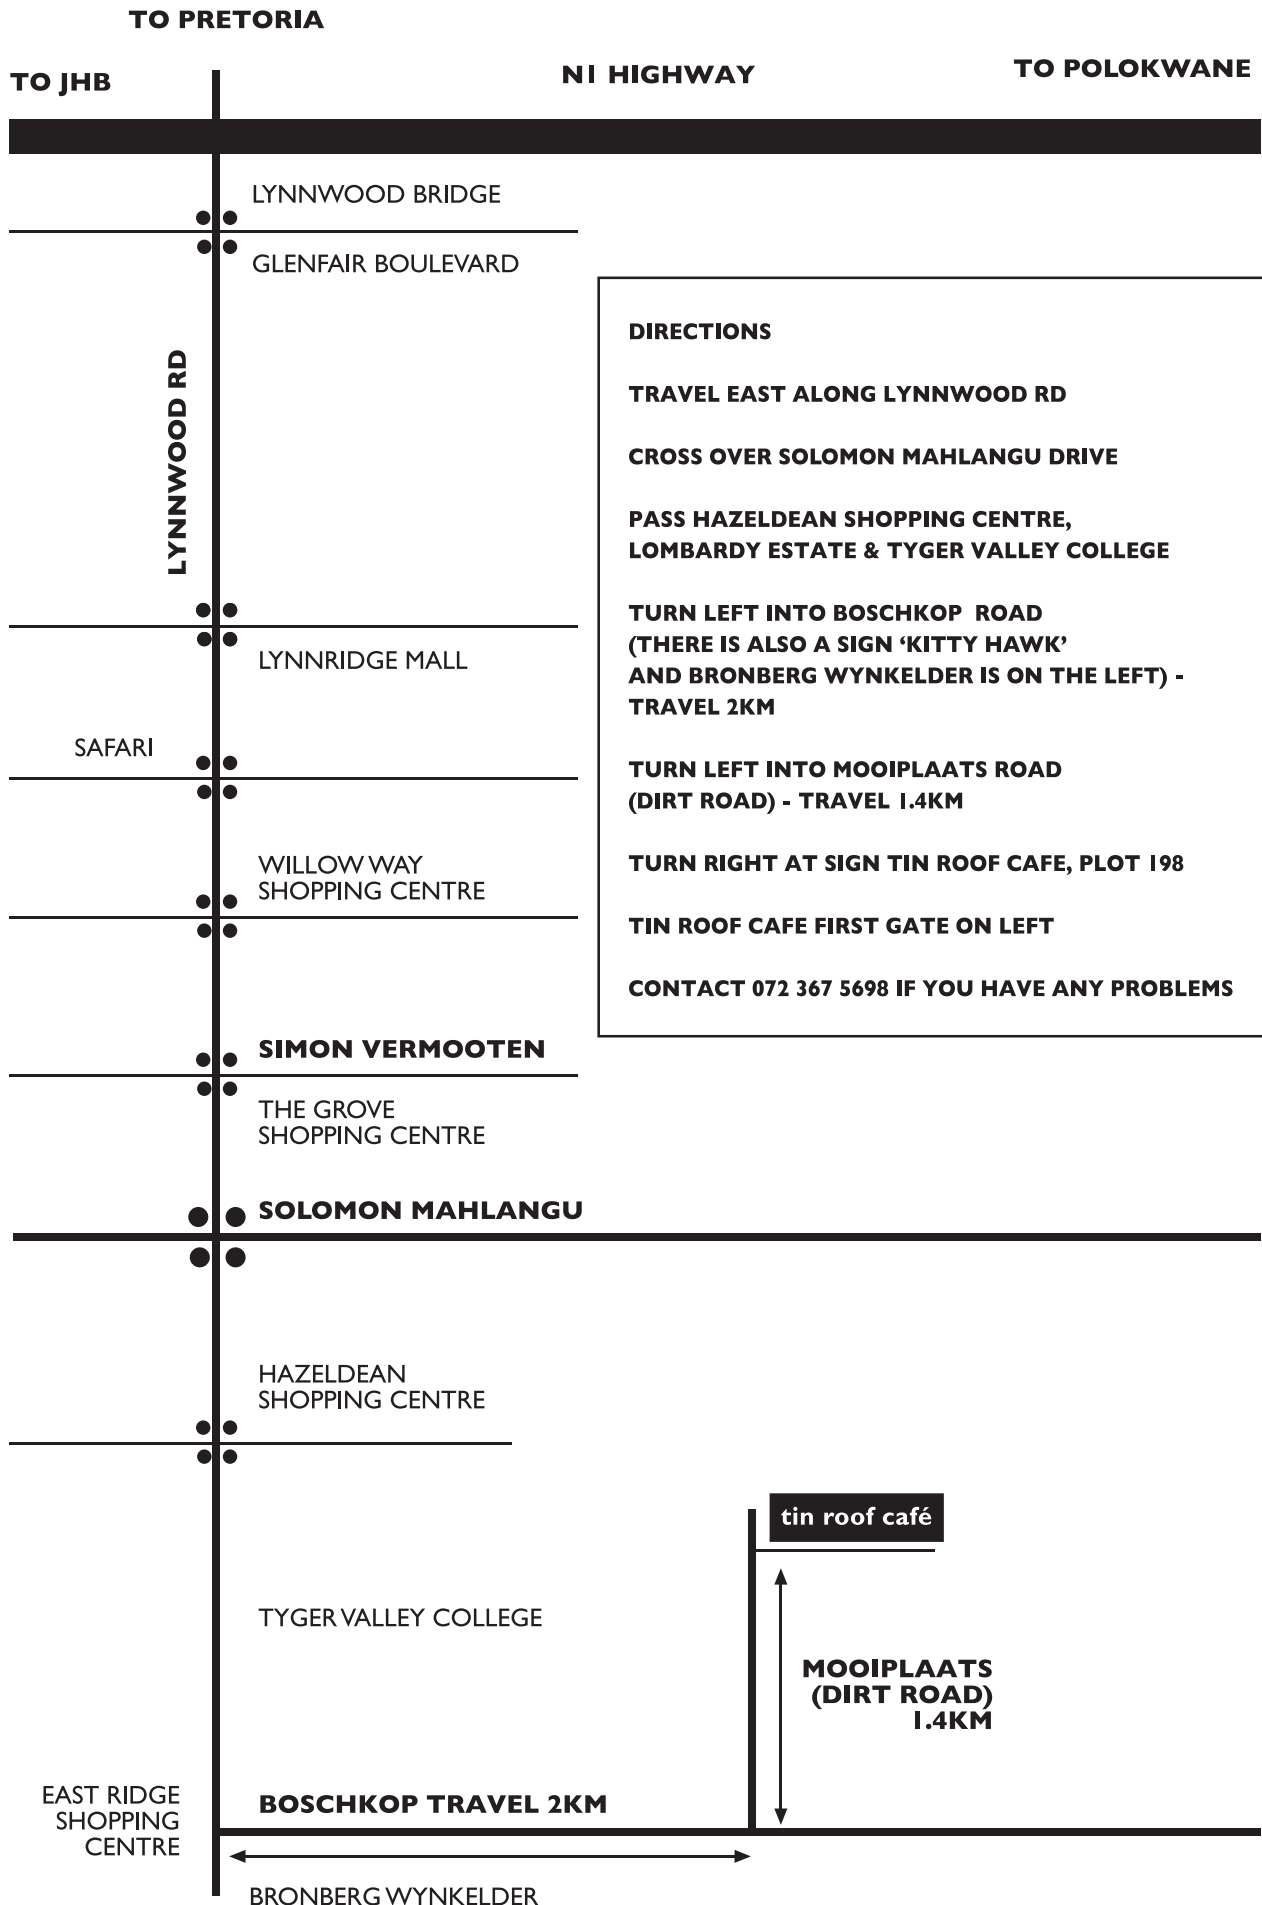 TO PRETORIA
TO JHB
N1 HIGHWAY
TO POLOKWANE
LYNNWOOD BRIDGE
GLENFAIR BOULEVARD
LYNNWOOD RD
DIRECTIONS
TRAVEL EAST ALONG LYNNWOOD RD
CROSS OVER SOLOMON MAHLANGU DRIVE
PASS HAZELDEAN SHOPPING CENTRE,
LOMBARDY ESTATE & TYGER VALLEY COLLEGE
TURN LEFT INTO BOSCHKOP ROAD
(THERE IS ALSO A SIGN ‘KITTY HAWK’
AND BRONBERG WYNKELDER IS ON THE LEFT) -
TRAVEL 2KM
TURN LEFT INTO MOOIPLAATS ROAD
(DIRT ROAD) - TRAVEL 1.4KM
TURN RIGHT AT SIGN TIN ROOF CAFE, PLOT 198
TIN ROOF CAFE FIRST GATE ON LEFT
CONTACT 072 367 5698 IF YOU HAVE ANY PROBLEMS
LYNNRIDGE MALL
SAFARI
WILLOW WAY
SHOPPING CENTRE
SIMON VERMOOTEN
THE GROVE
SHOPPING CENTRE
SOLOMON MAHLANGU
HAZELDEAN
SHOPPING CENTRE
tin roof café
TYGER VALLEY COLLEGE
MOOIPLAATS
(DIRT ROAD)
1.4KM
EAST RIDGE
SHOPPING
CENTRE
BOSCHKOP TRAVEL 2KM
BRONBERG WYNKELDER